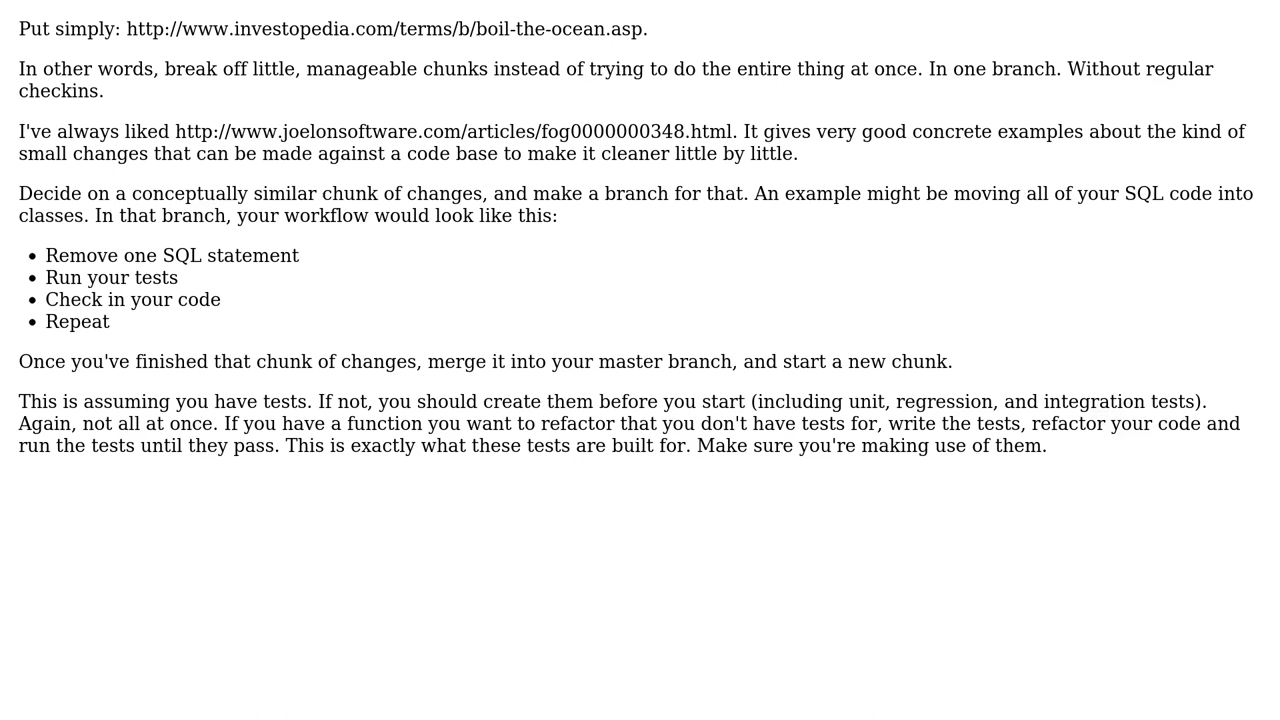 Put simply: http://www.investopedia.com/terms/b/boil-the-ocean.asp.
In other words, break off little, manageable chunks instead of trying to do the entire thing at once. In one branch. Without regular
checkins.
I've always liked http://www.joelonsoftware.com/articles/fog0000000348.html. It gives very good concrete examples about the kind of
small changes that can be made against a code base to make it cleaner little by little.
Decide on a conceptually similar chunk of changes, and make a branch for that. An example might be moving all of your SQL code into
classes. In that branch, your workflow would look like this:
• Remove one SQL statement
• Run your tests
• Check in your code
• Repeat
Once you've finished that chunk of changes, merge it into your master branch, and start a new chunk.
This is assuming you have tests. If not, you should create them before you start (including unit, regression, and integration tests).
Again, not all at once. If you have a function you want to refactor that you don't have tests for, write the tests, refactor your code and
run the tests until they pass. This is exactly what these tests are built for. Make sure you're making use of them.